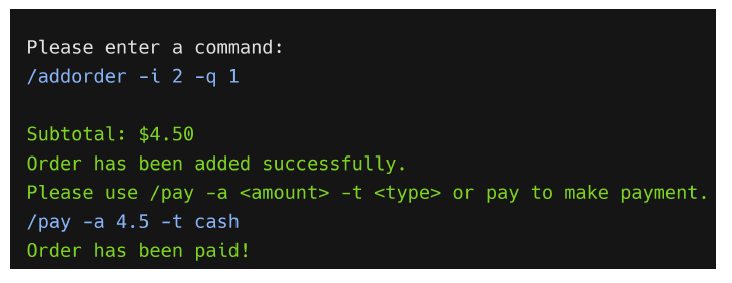 Please enter a command:
/addorder -i 2 -q 1
Subtotal: $4.50
Order has been added successfully.
Please use /pay -a <amount> -t <type> or pay to make payment.
/pay -a 4.5 -t cash
Order has been paid!